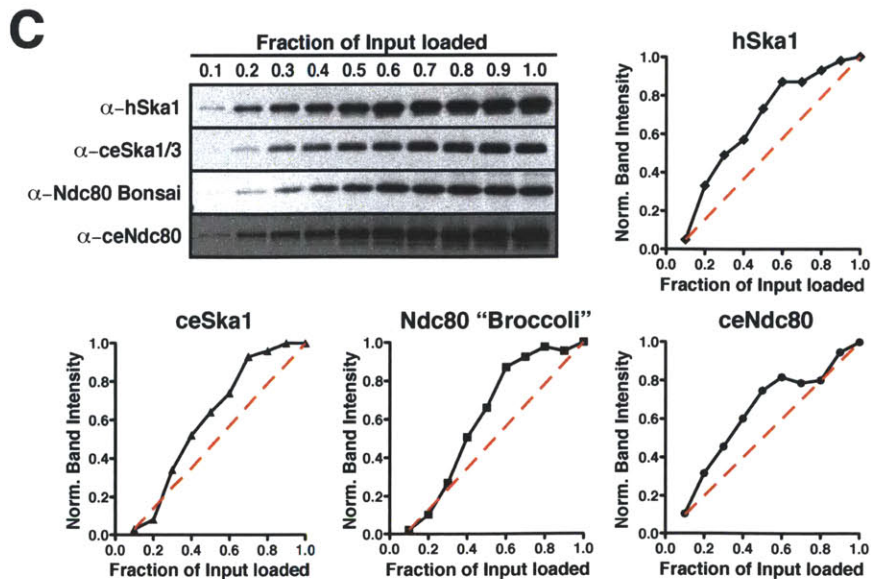 C
Fraction of Input loaded
0.1 0.2 0.3 0.4 0.5 0.6 0.7 0.8 0.9 1.0
α-hSka1
α-ceSka1/3
α-Ndc80 Bonsai
α-ceNdc80
hSka1
Norm. Band Intensity
1.0
0.8
0.6
0.4
0.2
0.0
0.0 0.2 0.4 0.6 0.8 1.0
Fraction of Input loaded
ceSka1
Norm. Band Intensity
1.0
0.8
0.6
0.4
0.2
0.0
0.0 0.2 0.4 0.6 0.8 1.0
Fraction of Input loaded
Ndc80 “Broccoli”
Norm. Band Intensity
1.0
0.8
0.6
0.4
0.2
0.0
0.0 0.2 0.4 0.6 0.8 1.0
Fraction of Input loaded
ceNdc80
Norm. Band Intensity
1.0
0.8
0.6
0.4
0.2
0.0
0.0 0.2 0.4 0.6 0.8 1.0
Fraction of Input loaded